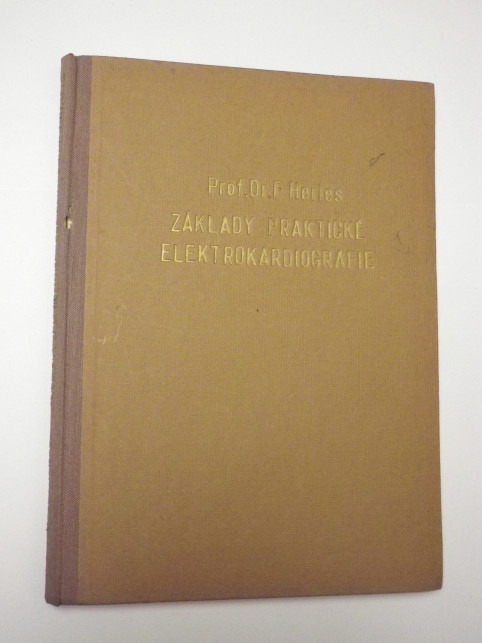 Prof. Dr. F. Herles
ZÁKLADY PRAKTICKÉ
ELEKTROKARDIOGRAFIE